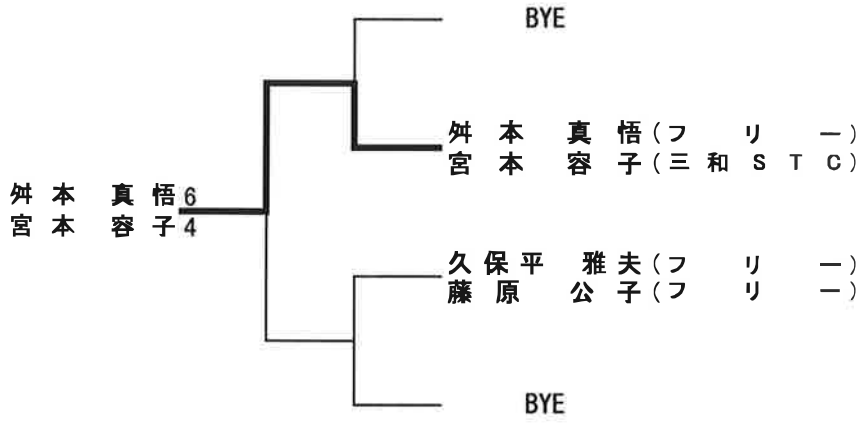 BYE
舛本 真悟(フリー)
宮本 容子(三和STC)
舛本 真悟 6
宮本 容子 4
久保平 雅夫(フリー)
藤原 公子(フリー)
BYE